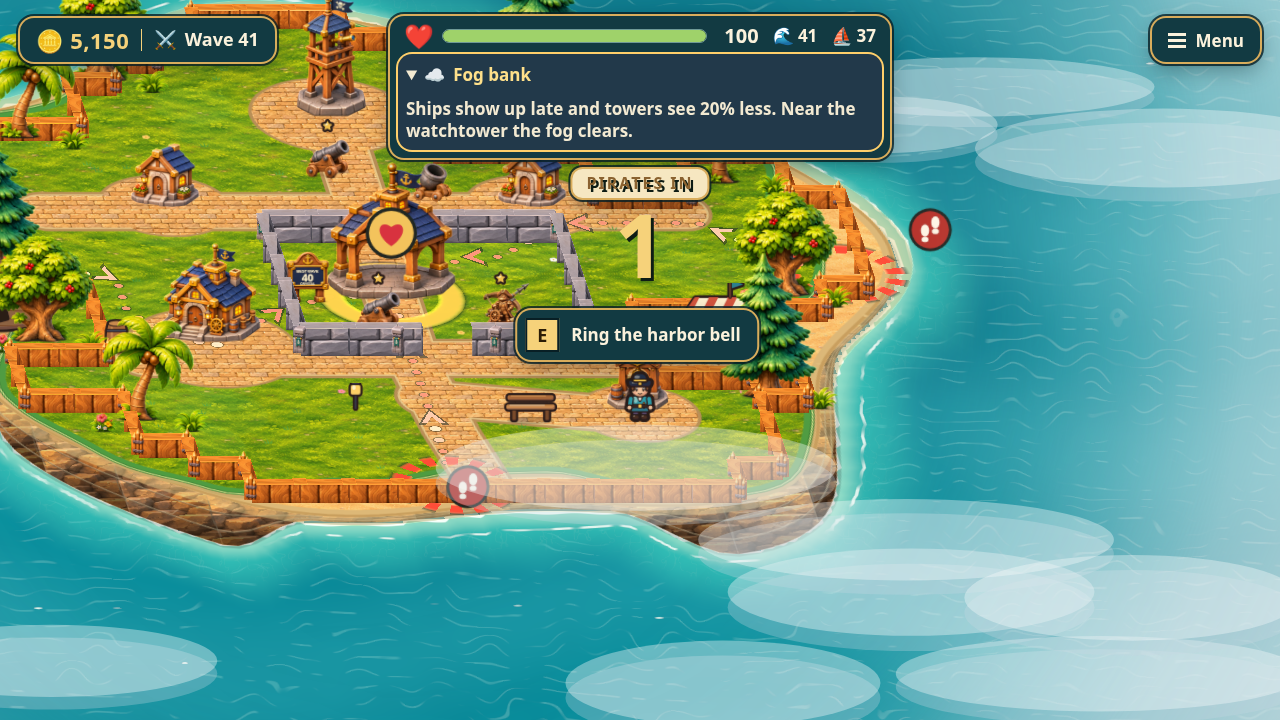 5,150
Wave 41
100
41
37
Menu
Fog bank
Ships show up late and towers see 20% less. Near the
watchtower the fog clears.
PIRATES IN
1
40
E
Ring the harbor bell